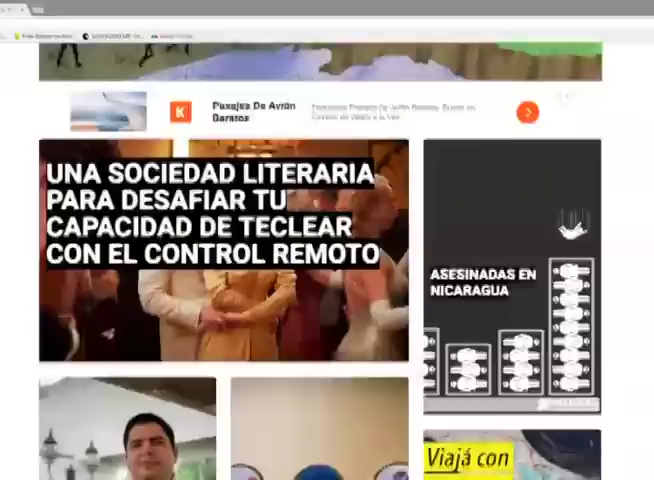 K
Pasajes De Avión
Baratos
UNA SOCIEDAD LITERARIA
PARA DESAFIAR TU
CAPACIDAD DE TECLEAR
CON EL CONTROL REMOTO
ASESINADAS EN
NICARAGUA
Viajá con